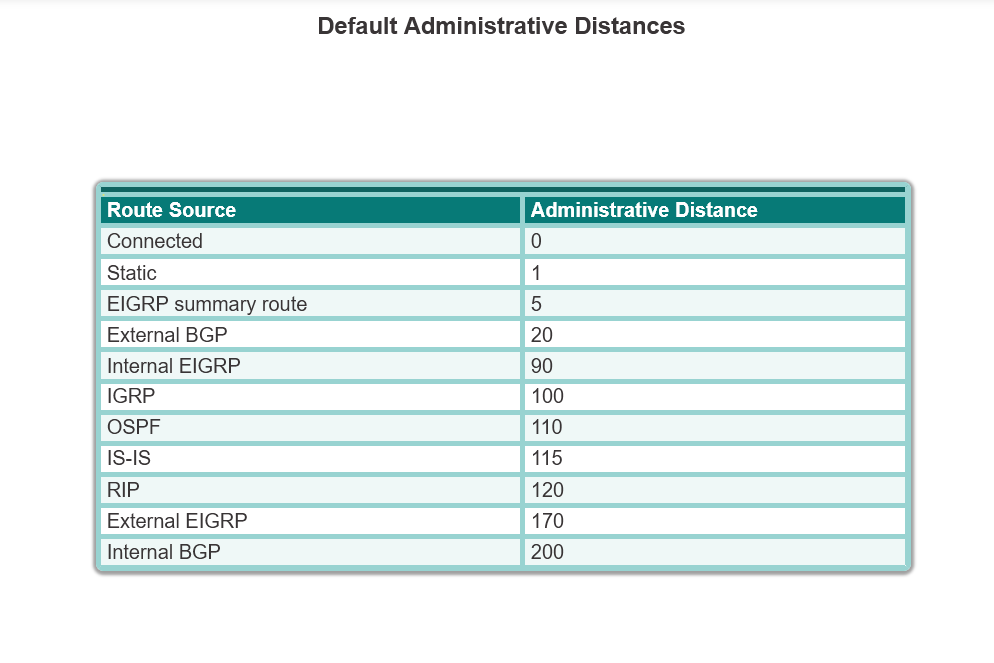 Default Administrative Distances
Route Source Administrative Distance
Connected 0
Static 1
EIGRP summary route 5
External BGP 20
Internal EIGRP 90
IGRP 100
OSPF 110
IS-IS 115
RIP 120
External EIGRP 170
Internal BGP 200